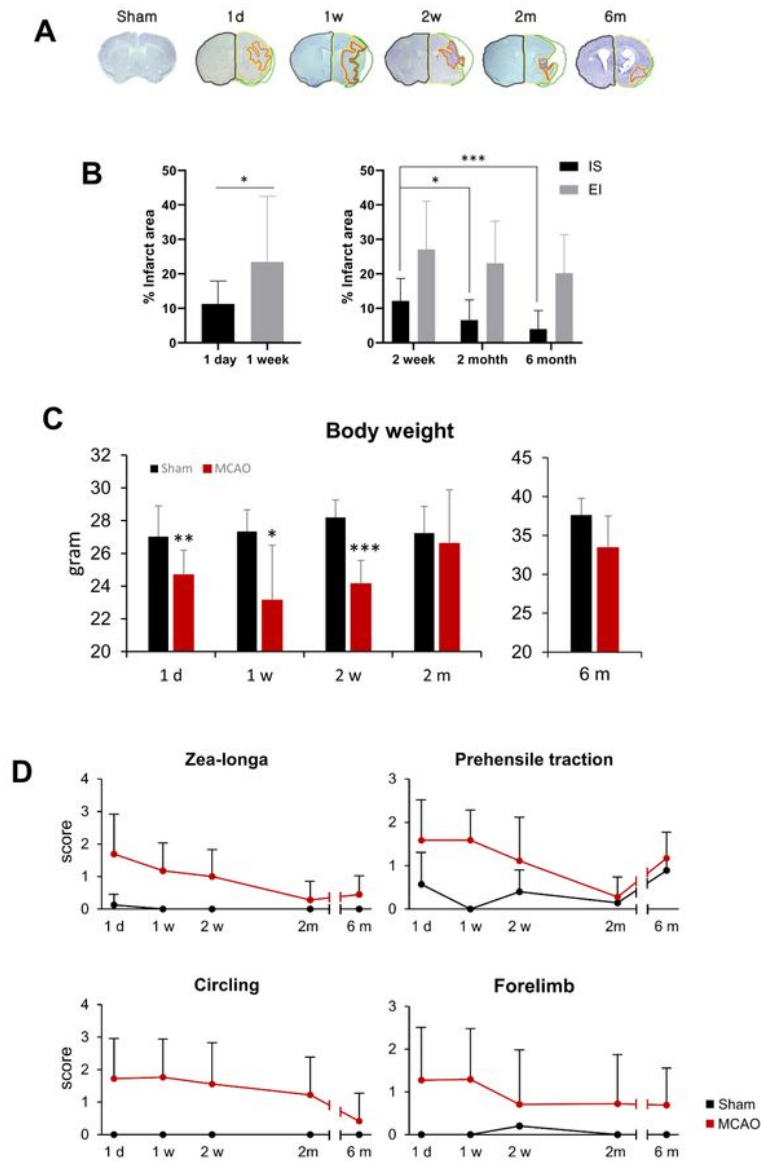 A
Sham 1 d 1 w 2w 2m 6m
B
% Infarct area
50
40
30
20
10
0
*
1 day 1 week
% Infarct area
50
40
30
20
10
0
***
*
IS
EI
2 week 2 mohth 6 month
C
Body weight
gram
32
30
28
26
24
22
20
Sham MCAO
** * ***
1 d 1 w 2 w 2 m
45
40
35
30
25
20
6 m
D
Zea-longa
score
4
3
2
1
0
1 d 1 w 2 w 2m 6 m
Prehensile traction
3
2
1
0
1 d 1 w 2 w 2m 6 m
Circling
score
4
3
2
1
0
1 d 1 w 2 w 2m 6 m
Forelimb
3
2
1
0
1 d 1 w 2 w 2m 6 m
Sham
MCAO